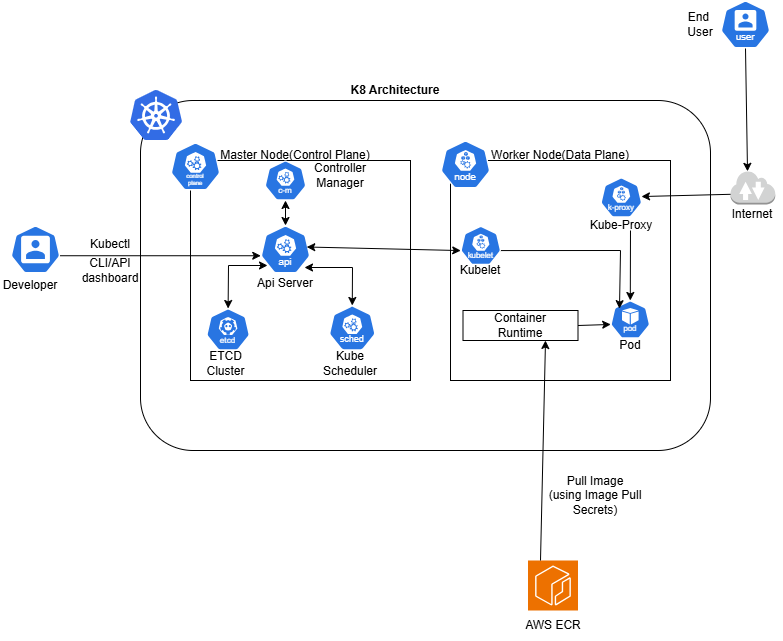 End
User
user
K8 Architecture
Master Node(Control Plane)
control
plane
c-m
Controller
Manager
Worker Node(Data Plane)
node
k-proxy
Kube-Proxy
Internet
Developer
Kubectl
CLI/API
dashboard
api
Api Server
kubelet
Kubelet
etcd
ETCD
Cluster
sched
Kube
Scheduler
Container
Runtime
pod
Pod
Pull Image
(using Image Pull
Secrets)
AWS ECR